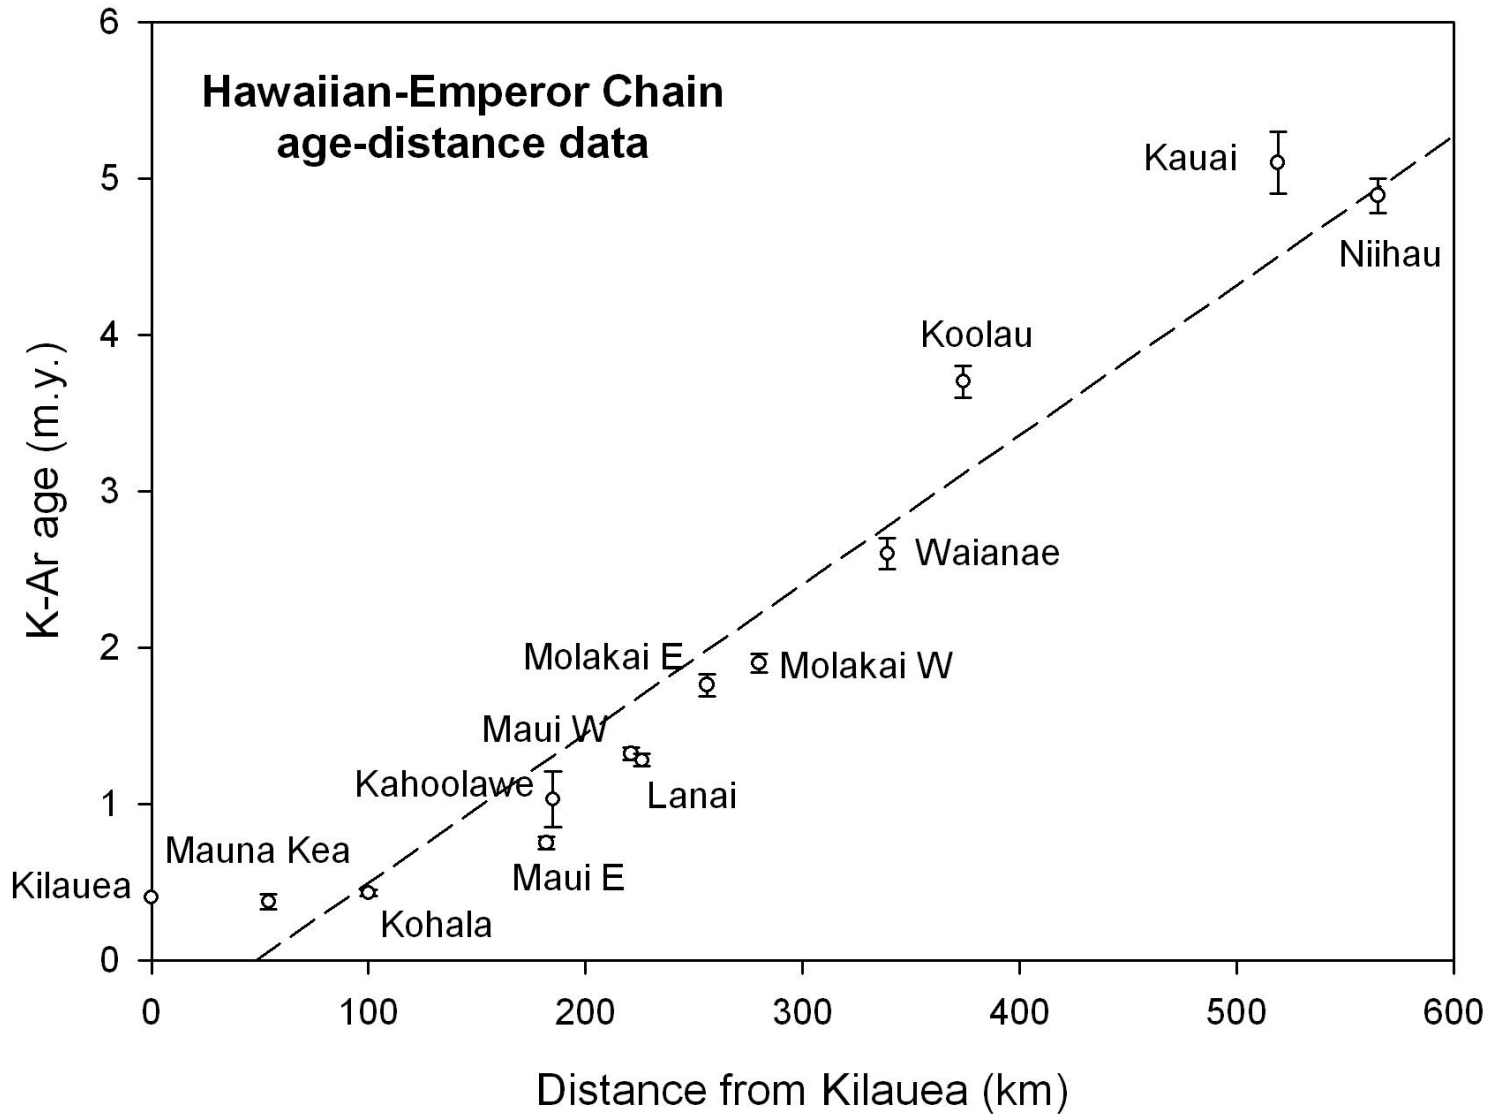 Hawaiian-Emperor Chain
age-distance data
K-Ar age (m.y.)
6
5
4
3
2
1
0
Kauai
Niihau
Koolau
Waianae
Molakai E
Molakai W
Maui W
Kahoolawe
Lanai
Mauna Kea
Maui E
Kilauea
Kohala
0 100 200 300 400 500 600
Distance from Kilauea (km)